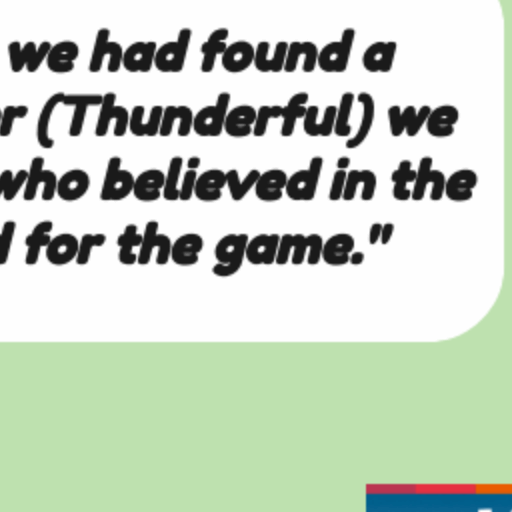 we had found a
(Thunderful) we
who believed in the
for the game."